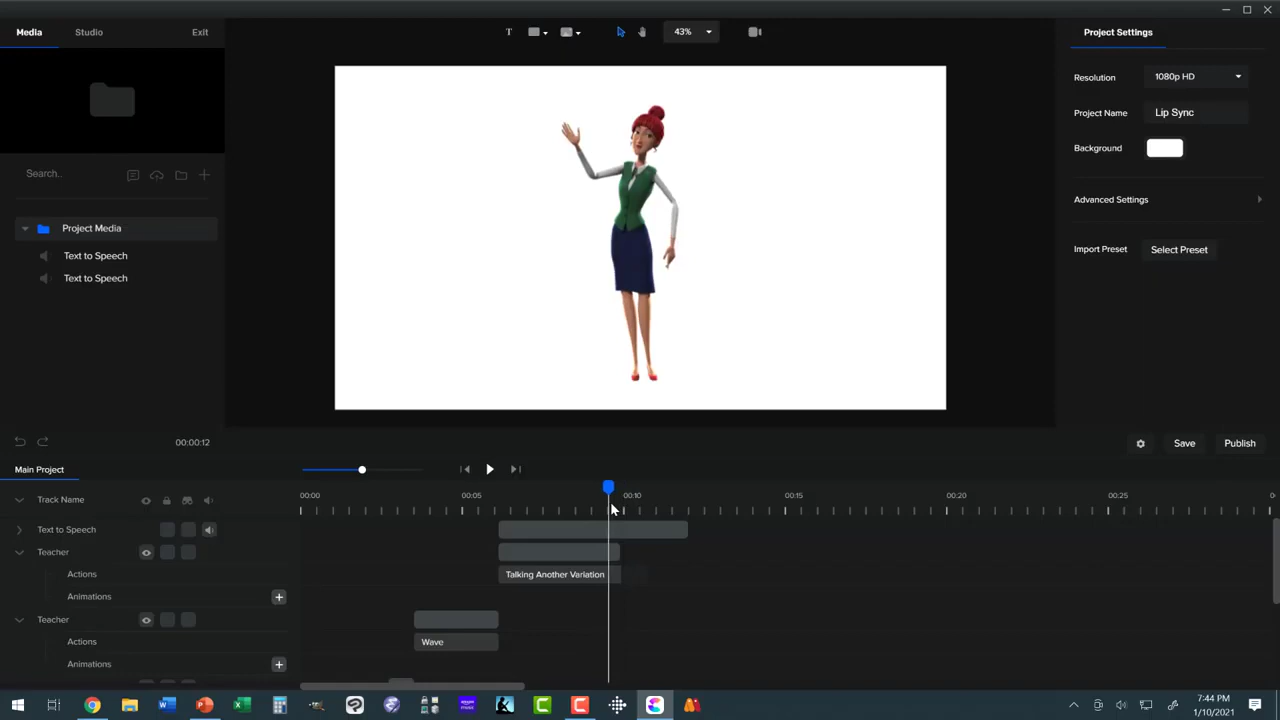 Media
Studio
Exit
T
43%
Project Settings
Resolution
1080p HD
Project Name
Lip Sync
Background
Advanced Settings
Import Preset
Select Preset
Search..
Project Media
Text to Speech
Text to Speech
00:00:12
Save
Publish
Main Project
Track Name
00:00
00:05
00:10
00:15
00:20
00:25
0
Text to Speech
Teacher
Actions
Talking Another Variation
Animations
Teacher
Actions
Wave
Animations
7:44 PM
1/10/2021